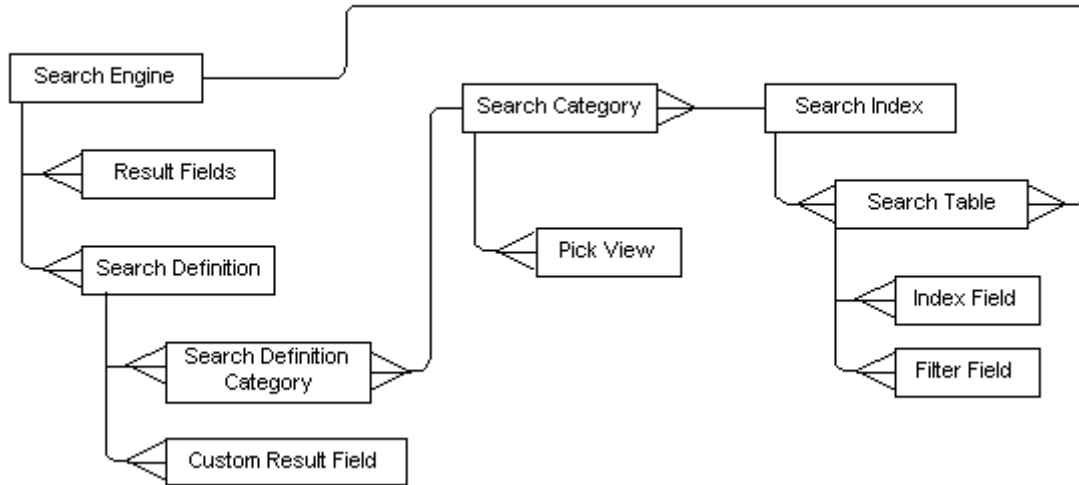 Search Engine
Search Category
Search Index
Result Fields
Search Table
Search Definition
Pick View
Index Field
Search Definition
Category
Filter Field
Custom Result Field